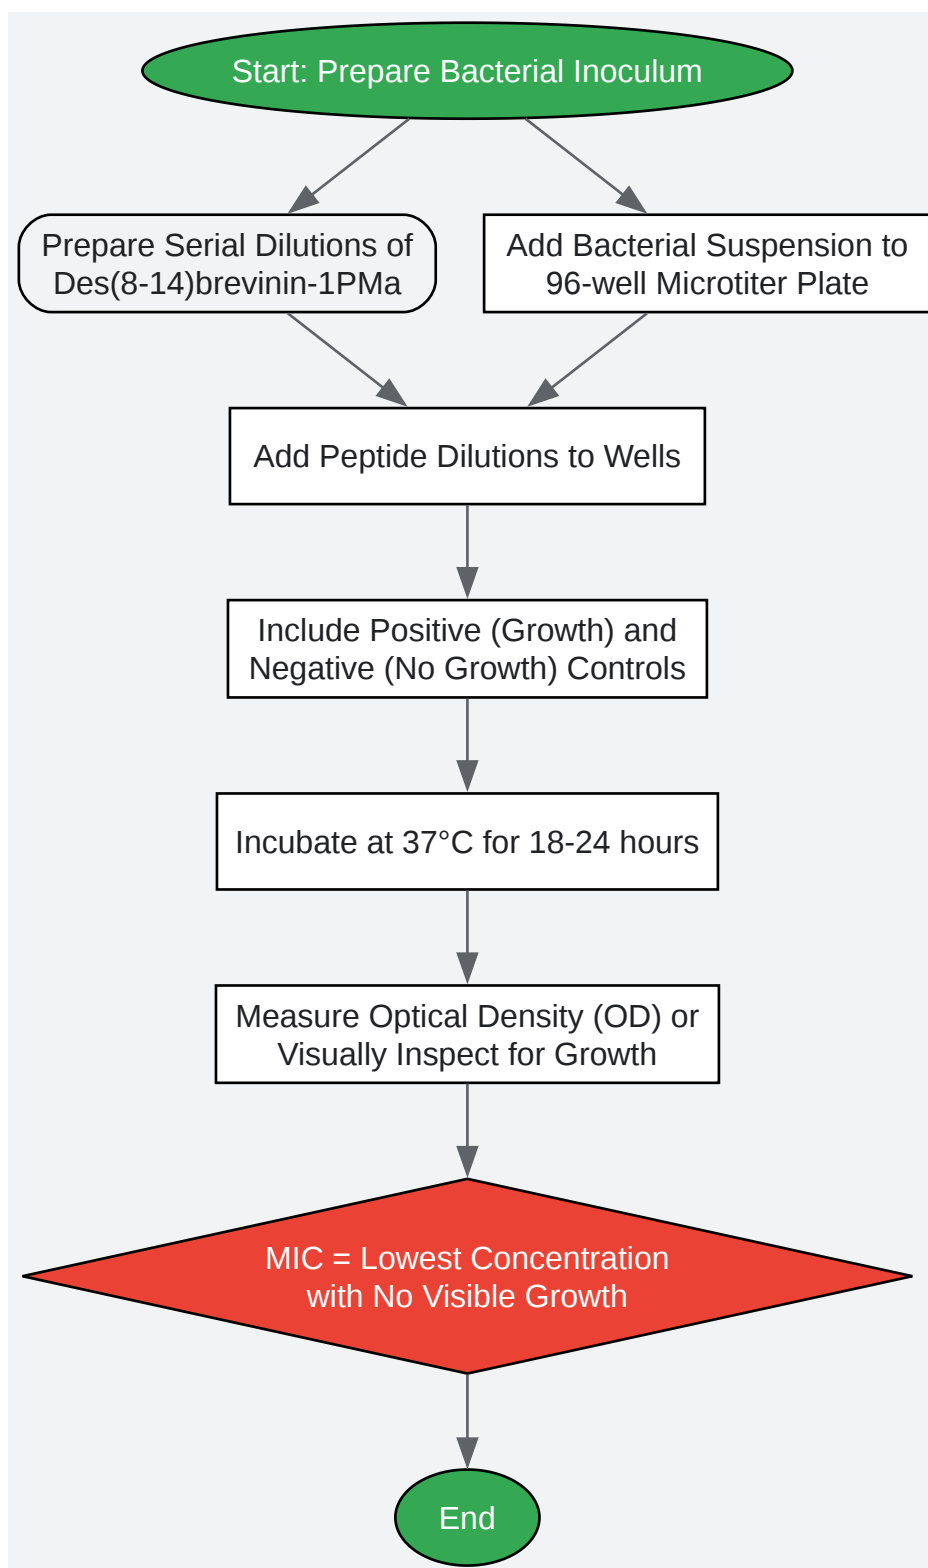 Start: Prepare Bacterial Inoculum
Prepare Serial Dilutions of
Des(8-14)brevinin-1PMa
Add Bacterial Suspension to
96-well Microtiter Plate
Add Peptide Dilutions to Wells
Include Positive (Growth) and
Negative (No Growth) Controls
Incubate at 37°C for 18-24 hours
Measure Optical Density (OD) or
Visually Inspect for Growth
MIC = Lowest Concentration
with No Visible Growth
End